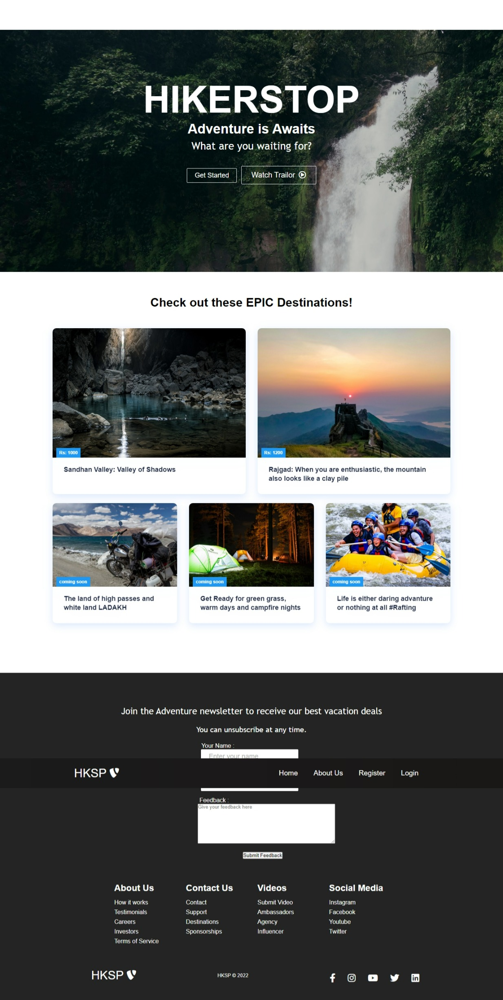 HIKERSTOP
Adventure is Awaits
What are you waiting for?
Get Started
Watch Trailor
Check out these EPIC Destinations!
Rs: 1000
Sandhan Valley: Valley of Shadows
Rs: 1200
Rajgad: When you are enthusiastic, the mountain
also looks like a clay pile
coming soon
The land of high passes and
white land LADAKH
coming soon
Get Ready for green grass,
warm days and campfire nights
coming soon
Life is either daring advanture
or nothing at all #Rafting
Join the Adventure newsletter to receive our best vacation deals
You can unsubscribe at any time.
Your Name :
Enter your name
HKSP
Home
About Us
Register
Login
Feedback :
Give your feedback here
Submit Feedback
About Us
How it works
Testimonials
Careers
Investors
Terms of Service
Contact Us
Contact
Support
Destinations
Sponsorships
Videos
Submit Video
Ambassadors
Agency
Influencer
Social Media
Instagram
Facebook
Youtube
Twitter
HKSP
HKSP © 2022